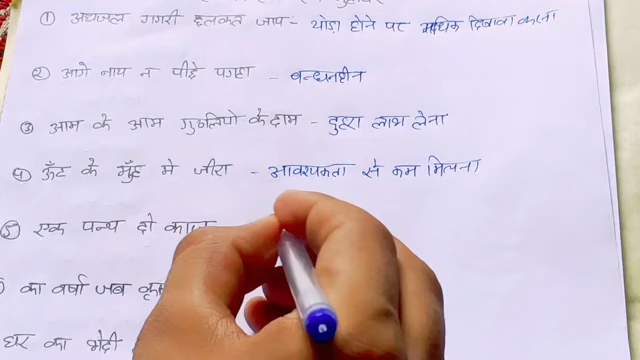 ① अधजल गगरी छलकत जाय - थोड़ा होने पर अधिक दिखावा करना
② आगे नाथ न पीछे पगहा - बन्धनहीन
③ आम के आम गुठलियो के दाम - दुहरा लाभ लेना
④ ऊँट के मुँह मे जीरा - आवश्यकता से कम मिलना
⑤ एक पन्थ दो काज
का वर्षा जब
घर का भेदी